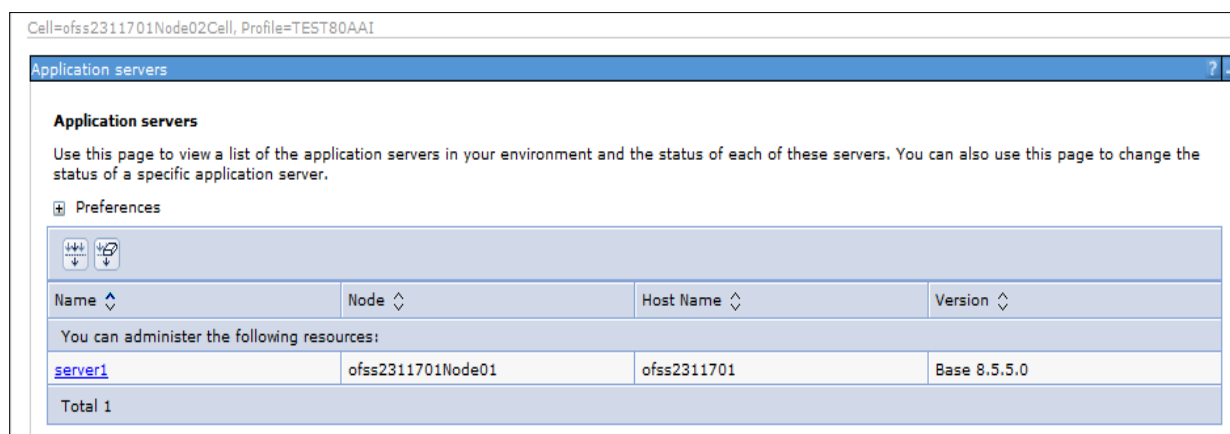 Cell=ofss2311701Node02Cell, Profile=TEST80AAI
Application servers ? -
Application servers
Use this page to view a list of the application servers in your environment and the status of each of these servers. You can also use this page to change the
status of a specific application server.
+ Preferences
Name Node Host Name Version
You can administer the following resources:
server1 ofss2311701Node01 ofss2311701 Base 8.5.5.0
Total 1